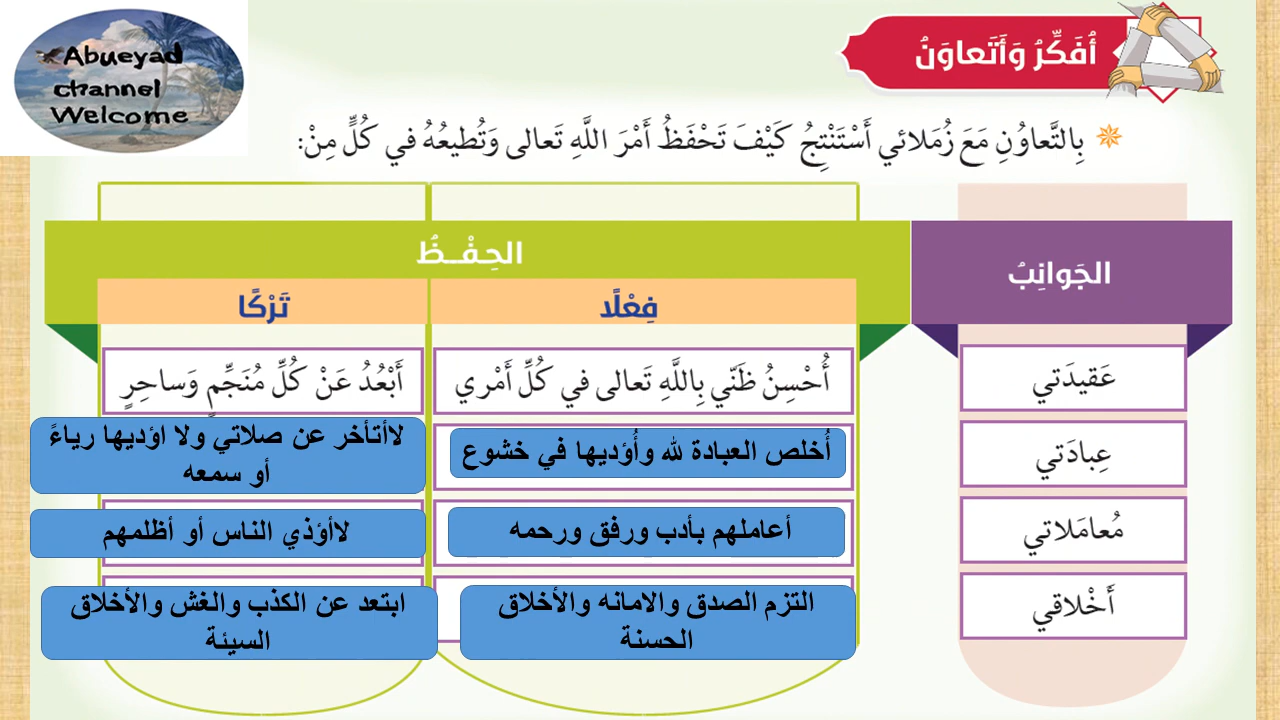 Abueyad
channel
Welcome
أُفَكِّرُ وَأَتَعاوَنُ
بِالتَّعاوُنِ مَعَ زُمَلائي أَسْتَنْتِجُ كَيْفَ تَحْفَظُ أَمْرَ اللَّهِ تَعالى وَتُطيعُهُ في كُلٍّ مِنْ:
الجَوانِبُ
الحِفْـظُ
فِعْلًا
تَرْكًا
عَقيدَتي
أُحْسِنُ ظَنّي بِاللَّهِ تَعالى في كُلِّ أَمْري
أَبْعُدُ عَنْ كُلِّ مُنَجِّمٍ وَساحِرٍ
عِبادَتي
أُخلص العبادة لله وأُؤديها في خشوع
لاأتأخر عن صلاتي ولا اؤديها رياءً
أو سمعه
مُعامَلاتي
أعاملهم بأدب ورفق ورحمه
لاأؤذي الناس أو أظلمهم
أَخْلاقي
التزم الصدق والامانه والأخلاق
الحسنة
ابتعد عن الكذب والغش والأخلاق
السيئة